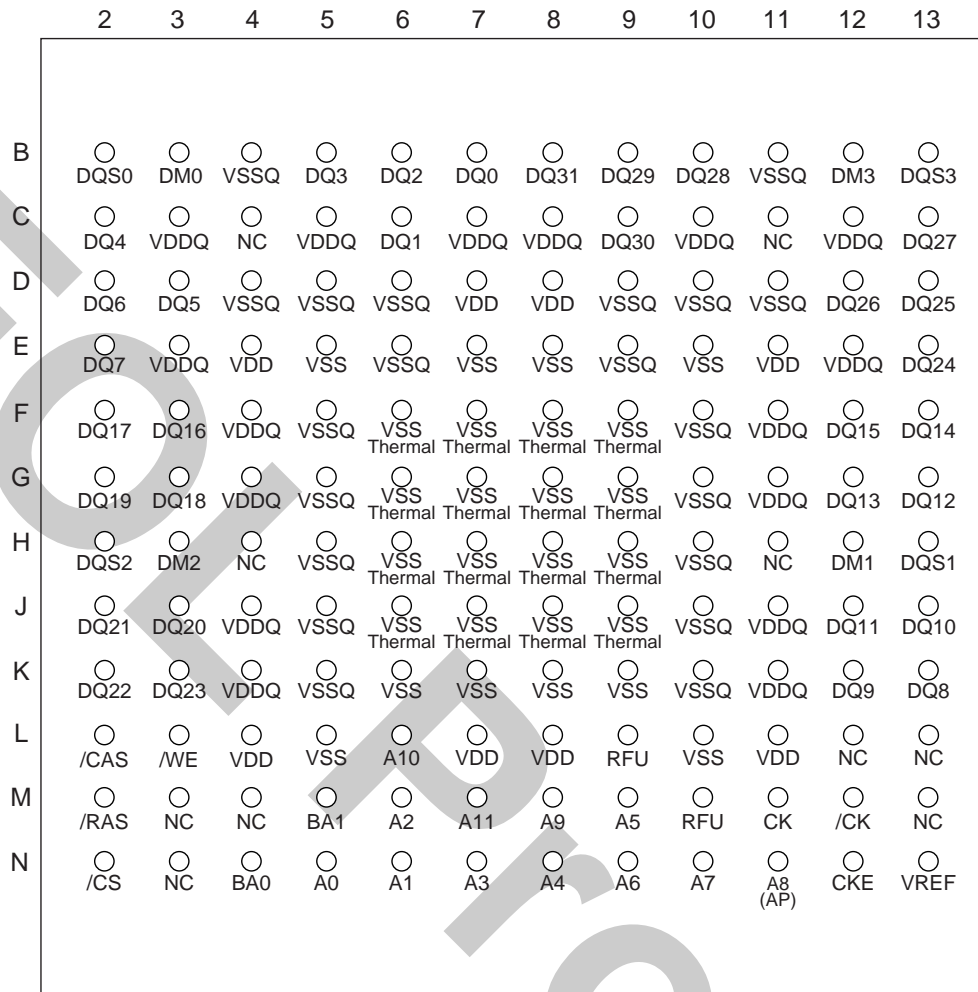 2 3 4 5 6 7 8 9 10 11 12 13
B
DQS0 DM0 VSSQ DQ3 DQ2 DQ0 DQ31 DQ29 DQ28 VSSQ DM3 DQS3
C
DQ4 VDDQ NC VDDQ DQ1 VDDQ VDDQ DQ30 VDDQ NC VDDQ DQ27
D
DQ6 DQ5 VSSQ VSSQ VSSQ VDD VDD VSSQ VSSQ VSSQ DQ26 DQ25
E
DQ7 VDDQ VDD VSS VSSQ VSS VSS VSSQ VSS VDD VDDQ DQ24
F
DQ17 DQ16 VDDQ VSSQ VSS VSS VSS VSS VSSQ VDDQ DQ15 DQ14
Thermal Thermal Thermal Thermal
G
DQ19 DQ18 VDDQ VSSQ VSS VSS VSS VSS VSSQ VDDQ DQ13 DQ12
Thermal Thermal Thermal Thermal
H
DQS2 DM2 NC VSSQ VSS VSS VSS VSS VSSQ NC DM1 DQS1
Thermal Thermal Thermal Thermal
J
DQ21 DQ20 VDDQ VSSQ VSS VSS VSS VSS VSSQ VDDQ DQ11 DQ10
Thermal Thermal Thermal Thermal
K
DQ22 DQ23 VDDQ VSSQ VSS VSS VSS VSS VSSQ VDDQ DQ9 DQ8
L
/CAS /WE VDD VSS A10 VDD VDD RFU VSS VDD NC NC
M
/RAS NC NC BA1 A2 A11 A9 A5 RFU CK /CK NC
N
/CS NC BA0 A0 A1 A3 A4 A6 A7 A8 CKE VREF
(AP)